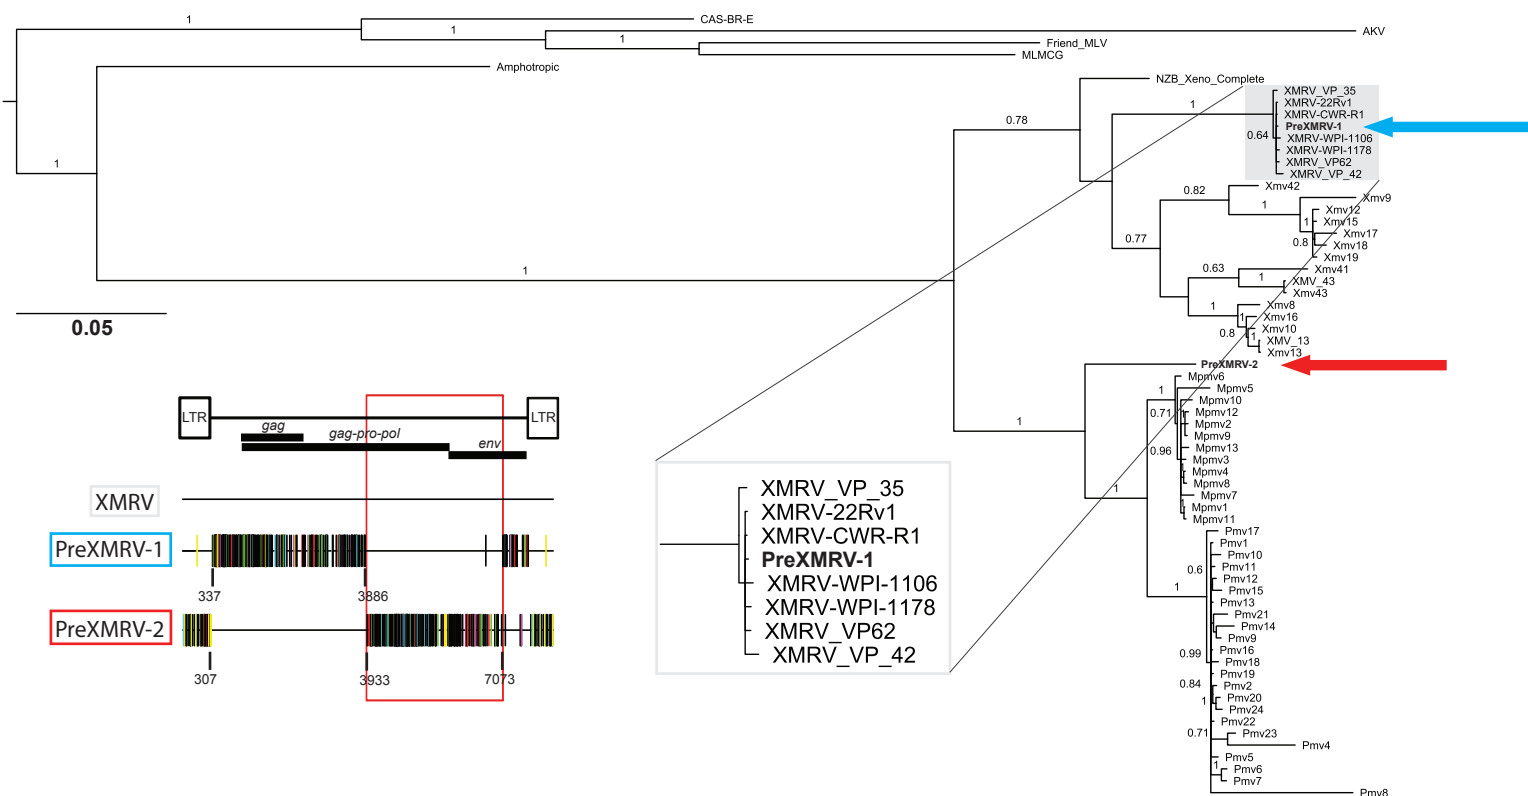 1
CAS-BR-E
1
AKV
1
Friend_MLV
MLMCG
Amphotropic
1
1
0.05
0.78
NZB_Xeno_Complete
1
XMRV_VP_35
XMRV-22Rv1
XMRV-CWR-R1
PreXMRV-1
0.64
XMRV-WPI-1106
XMRV-WPI-1178
XMRV_VP62
XMRV_VP_42
0.82
Xmv42
1
Xmv9
Xmv12
1
Xmv15
Xmv17
0.8
Xmv18
Xmv19
0.77
0.63
Xmv41
1
XMV_43
Xmv43
1
Xmv8
1
Xmv16
0.8
Xmv10
1
XMV_13
Xmv13
PreXMRV-2
1
Mpmv6
1
Mpmv5
Mpmv10
0.71
Mpmv12
Mpmv2
Mpmv9
Mpmv13
0.96
Mpmv3
Mpmv4
Mpmv8
1
Mpmv7
Mpmv1
Mpmv11
Pmv17
Pmv1
Pmv10
0.6
Pmv11
Pmv12
1
Pmv15
Pmv13
Pmv21
Pmv14
Pmv9
0.99
Pmv16
Pmv18
Pmv19
0.84
Pmv2
1
Pmv20
Pmv24
Pmv22
0.71
Pmv23
Pmv4
Pmv5
1
Pmv6
Pmv7
Pmv8
LTR
LTR
gag
gag-pro-pol
env
XMRV
PreXMRV-1
337
3886
PreXMRV-2
307
3933
7073
XMRV_VP_35
XMRV-22Rv1
XMRV-CWR-R1
PreXMRV-1
XMRV-WPI-1106
XMRV-WPI-1178
XMRV_VP62
XMRV_VP_42